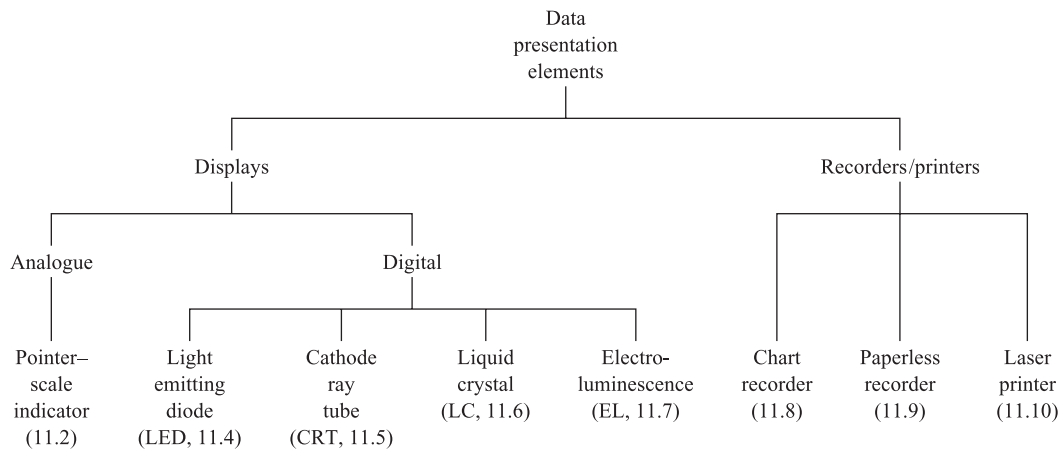 Data
presentation
elements
Displays
Recorders/printers
Analogue
Digital
Pointer–
scale
indicator
(11.2)
Light
emitting
diode
(LED, 11.4)
Cathode
ray
tube
(CRT, 11.5)
Liquid
crystal
(LC, 11.6)
Electro-
luminescence
(EL, 11.7)
Chart
recorder
(11.8)
Paperless
recorder
(11.9)
Laser
printer
(11.10)